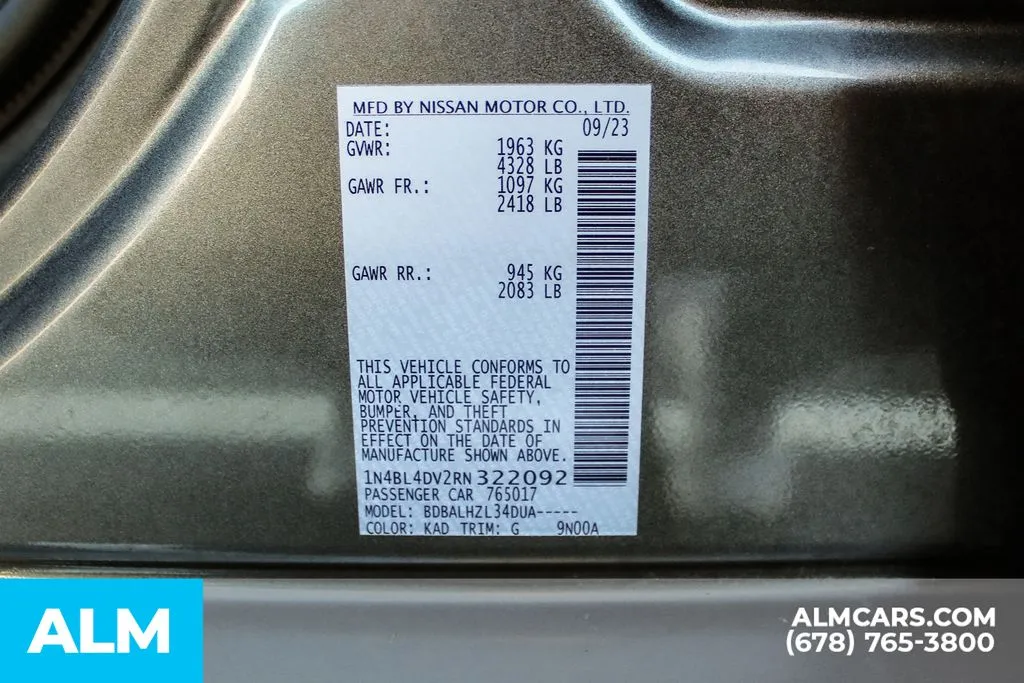 MFD BY NISSAN MOTOR CO., LTD.
DATE: 09/23
GVWR: 1963 KG
4328 LB
GAWR FR.: 1097 KG
2418 LB
GAWR RR.: 945 KG
2083 LB
THIS VEHICLE CONFORMS TO
ALL APPLICABLE FEDERAL
MOTOR VEHICLE SAFETY,
BUMPER, AND THEFT
PREVENTION STANDARDS IN
EFFECT ON THE DATE OF
MANUFACTURE SHOWN ABOVE.
1N4BL4DV2RN322092
PASSENGER CAR 765017
MODEL: BDBALHZL34DUA-----
COLOR: KAD TRIM: G 9N00A
ALM
ALMCARS.COM
(678) 765-3800